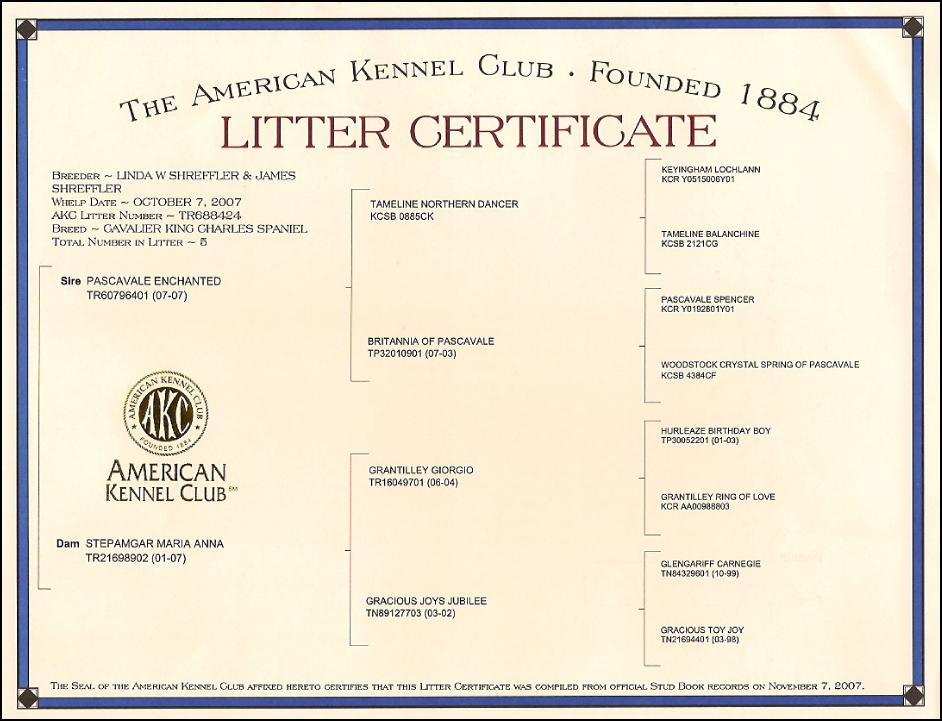 The American Kennel Club . Founded 1884
LITTER CERTIFICATE
Breeder ~ LINDA W SHREFFLER & JAMES
SHREFFLER
Whelp Date ~ OCTOBER 7, 2007
AKC Litter Number ~ TR688424
Breed ~ CAVALIER KING CHARLES SPANIEL
Total Number in Litter ~ 5
Sire PASCAVALE ENCHANTED
TR60796401 (07-07)
AMERICAN KENNEL CLUB
AKC
FOUNDED 1884
AMERICAN
KENNEL CLUB SM
Dam STEPAMGAR MARIA ANNA
TR21698902 (01-07)
TAMELINE NORTHERN DANCER
KCSB 0885CK
BRITANNIA OF PASCAVALE
TP32010901 (07-03)
GRANTILLEY GIORGIO
TR16049701 (06-04)
GRACIOUS JOYS JUBILEE
TN89127703 (03-02)
KEYINGHAM LOCHLANN
KCR Y0515006Y01
TAMELINE BALANCHINE
KCSB 2121CG
PASCAVALE SPENCER
KCR Y0192801Y01
WOODSTOCK CRYSTAL SPRING OF PASCAVALE
KCSB 4384CF
HURLEAZE BIRTHDAY BOY
TP30052201 (01-03)
GRANTILLEY RING OF LOVE
KCR AA00988803
GLENGARIFF CARNEGIE
TN84329601 (10-99)
GRACIOUS TOY JOY
TN21694401 (03-98)
The Seal of the American Kennel Club affixed hereto certifies that this Litter Certificate was compiled from official Stud Book records on November 7, 2007.